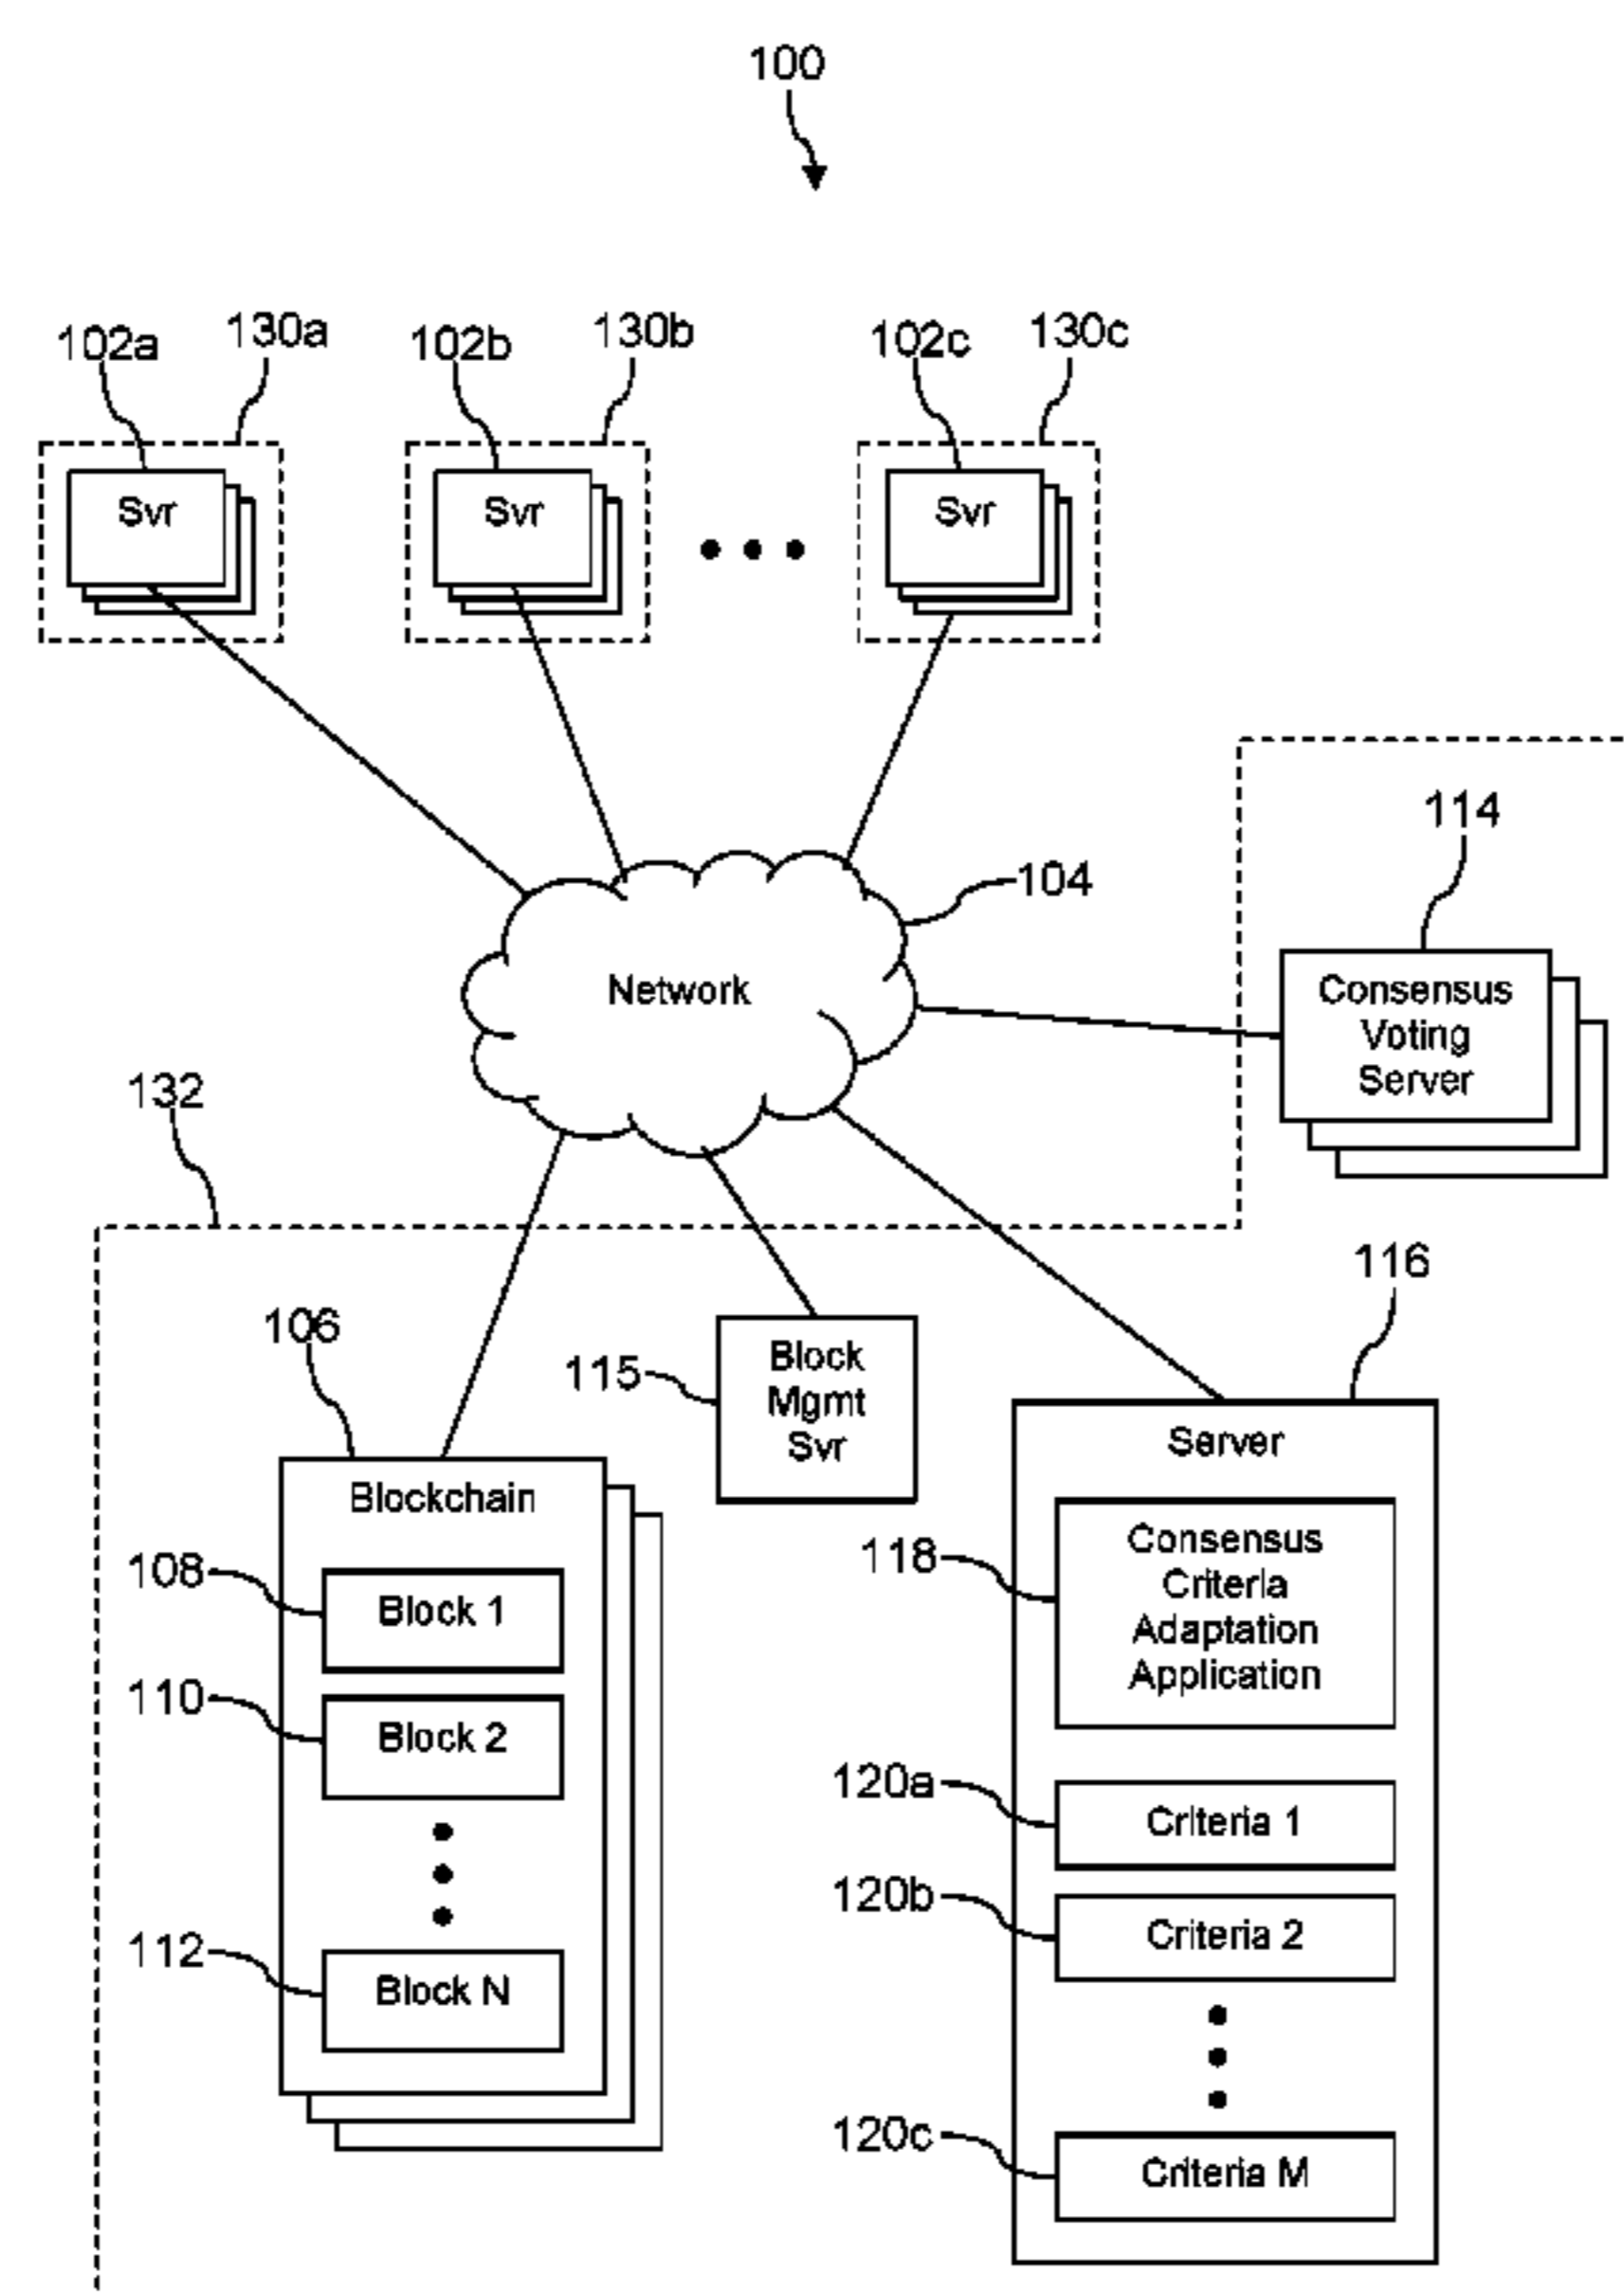 100
102a
130a
102b
130b
102c
130c
Svr
Svr
Svr
104
114
Network
Consensus
Voting
Server
132
116
106
115
Block
Mgmt
Svr
Server
Blockchain
118
Consensus
Criteria
Adaptation
Application
108
Block 1
110
Block 2
120a
Criteria 1
120b
Criteria 2
112
Block N
120c
Criteria M